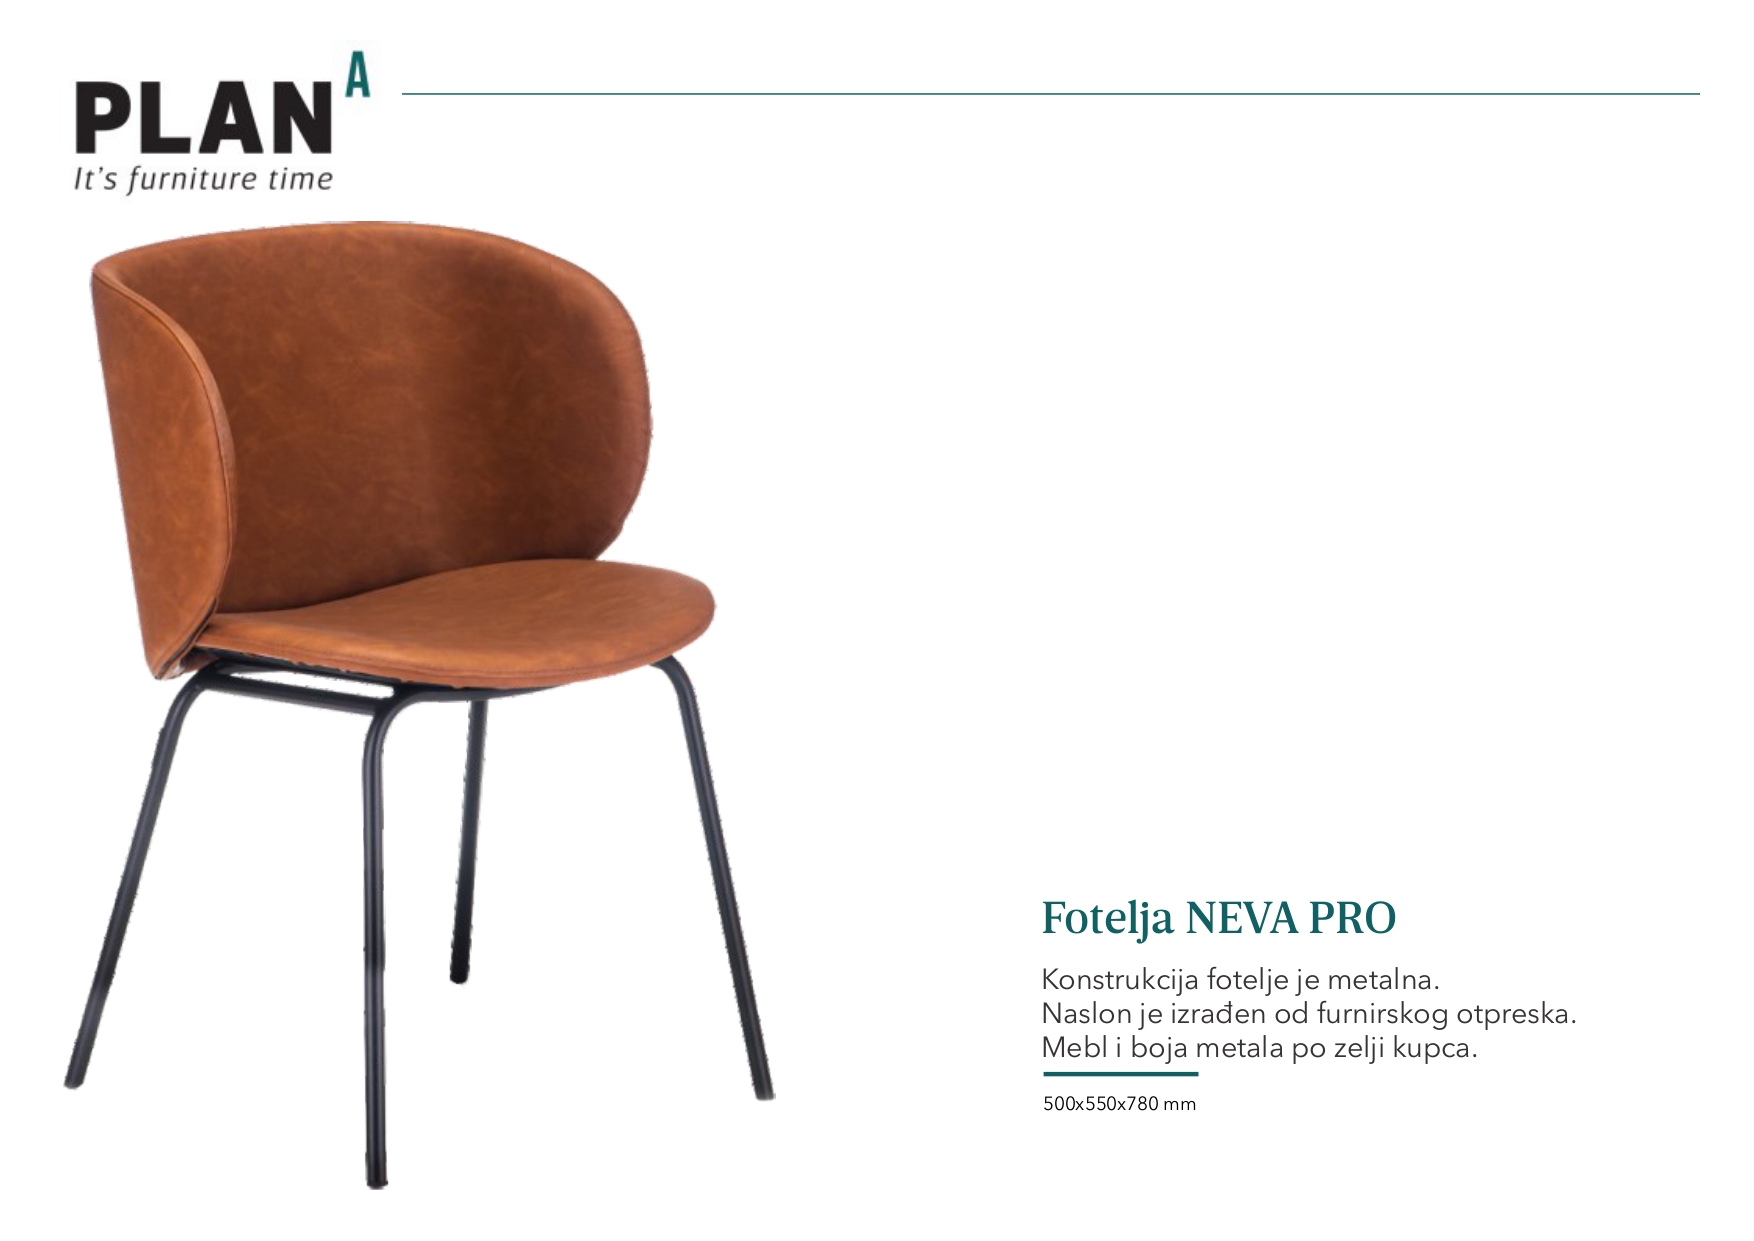 PLAN A
It's furniture time
Fotelja NEVA PRO
Konstrukcija fotelje je metalna.
Naslon je izrađen od furnirskog otpreska.
Mebl i boja metala po zelji kupca.
500x550x780 mm